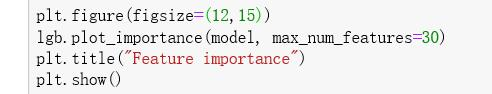 plt.figure(figsize=(12,15))
lgb.plot_importance(model, max_num_features=30)
plt.title("Feature importance")
plt.show()